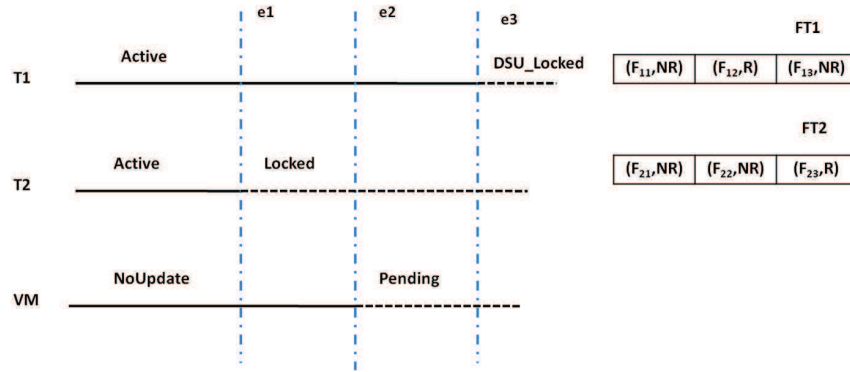 e1
e2
e3
FT1
Active
DSU_Locked
T1
(F11,NR) (F12,R) (F13,NR)
FT2
Active
Locked
T2
(F21,NR) (F22,NR) (F23,R)
NoUpdate
Pending
VM